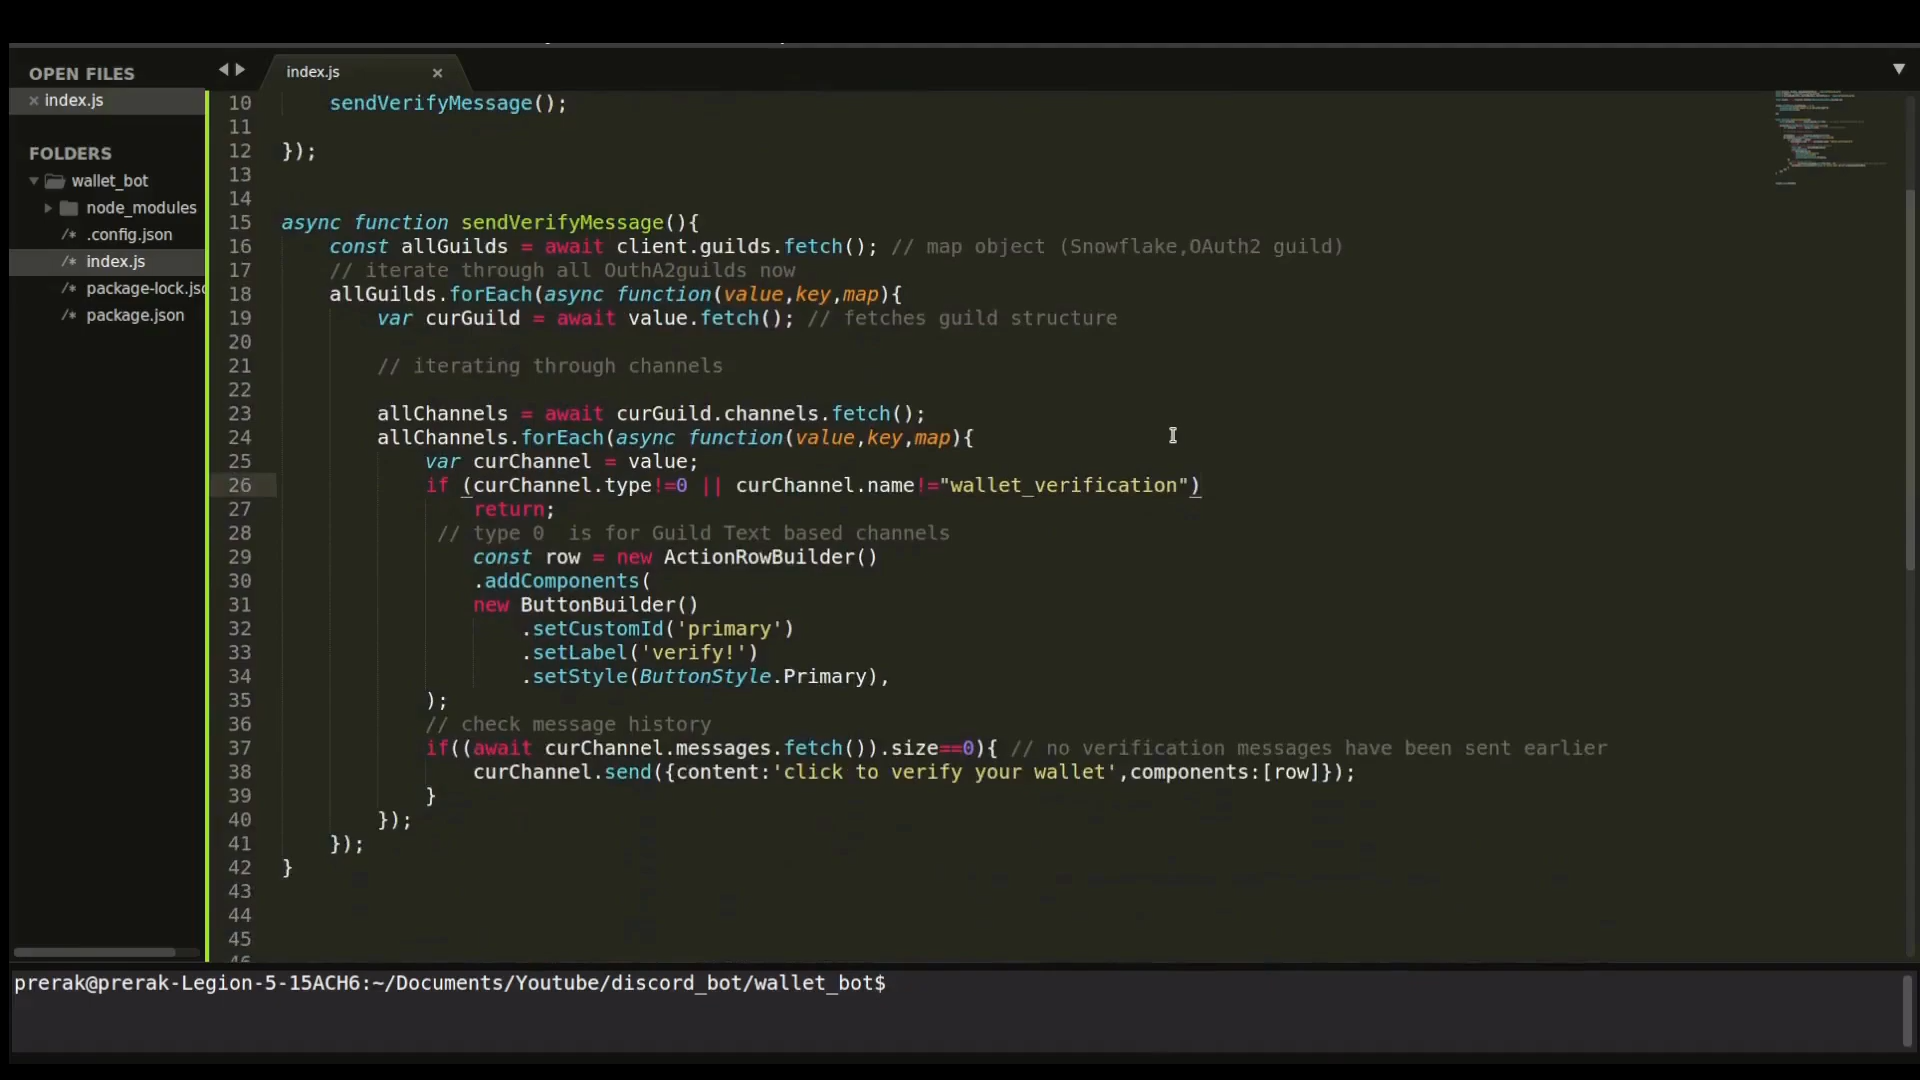 OPEN FILES
index.js
FOLDERS
wallet_bot
node_modules
/* .config.json
/* index.js
/* package-lock.jso
/* package.json
index.js
10 sendVerifyMessage();
11
12 });
13
14
15 async function sendVerifyMessage(){
16 const allGuilds = await client.guilds.fetch(); // map object (Snowflake,OAuth2 guild)
17 // iterate through all OuthA2guilds now
18 allGuilds.forEach(async function(value,key,map){
19 var curGuild = await value.fetch(); // fetches guild structure
20
21 // iterating through channels
22
23 allChannels = await curGuild.channels.fetch();
24 allChannels.forEach(async function(value,key,map){
25 var curChannel = value;
26 if (curChannel.type!=0 || curChannel.name!="wallet_verification")
27 return;
28 // type 0  is for Guild Text based channels
29 const row = new ActionRowBuilder()
30 .addComponents(
31 new ButtonBuilder()
32 .setCustomId('primary')
33 .setLabel('verify!')
34 .setStyle(ButtonStyle.Primary),
35 );
36 // check message history
37 if((await curChannel.messages.fetch()).size==0){ // no verification messages have been sent earlier
38 curChannel.send({content:'click to verify your wallet',components:[row]});
39 }
40 });
41 });
42 }
43
44
45
prerak@prerak-Legion-5-15ACH6:~/Documents/Youtube/discord_bot/wallet_bot$